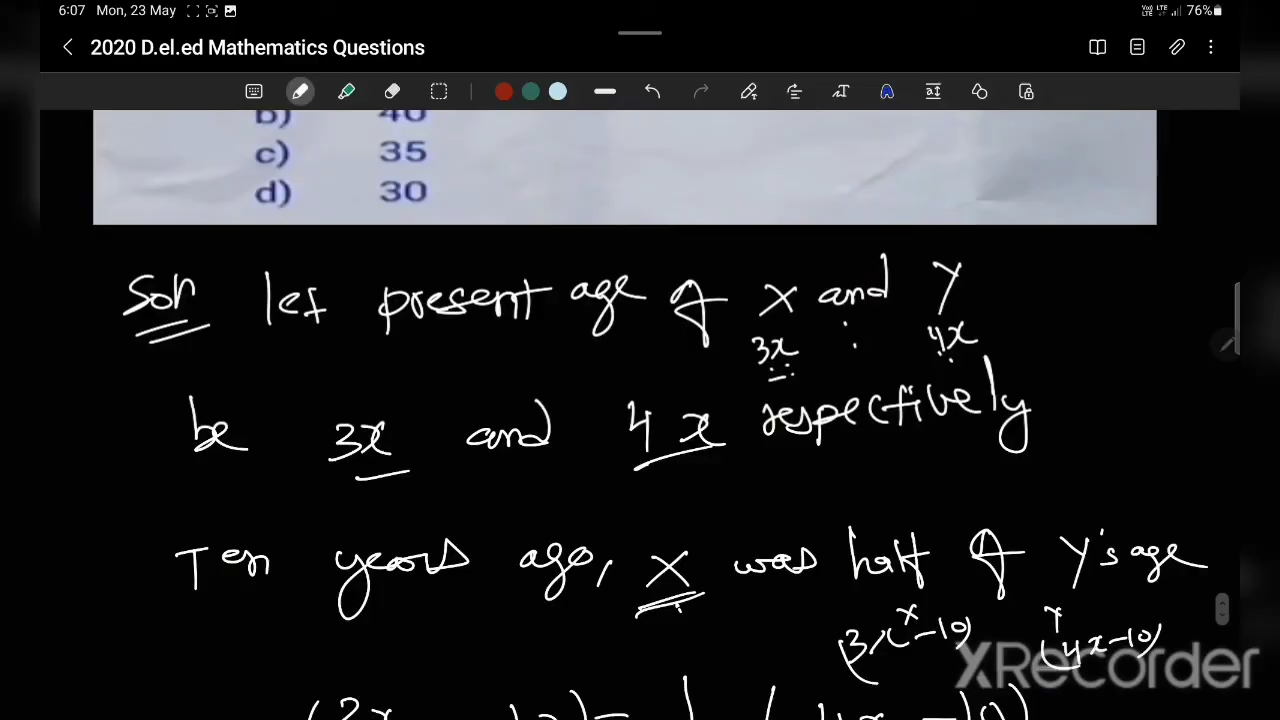 6:07 Mon, 23 May
76%
2020 D.el.ed Mathematics Questions
b) 40
c) 35
d) 30
Soln let present age of X and Y
3x : 4x
be 3x and 4x respectively
Ten years ago, X was half of Y's age
X Y
(3x-10) (4x-10)
XRecorder